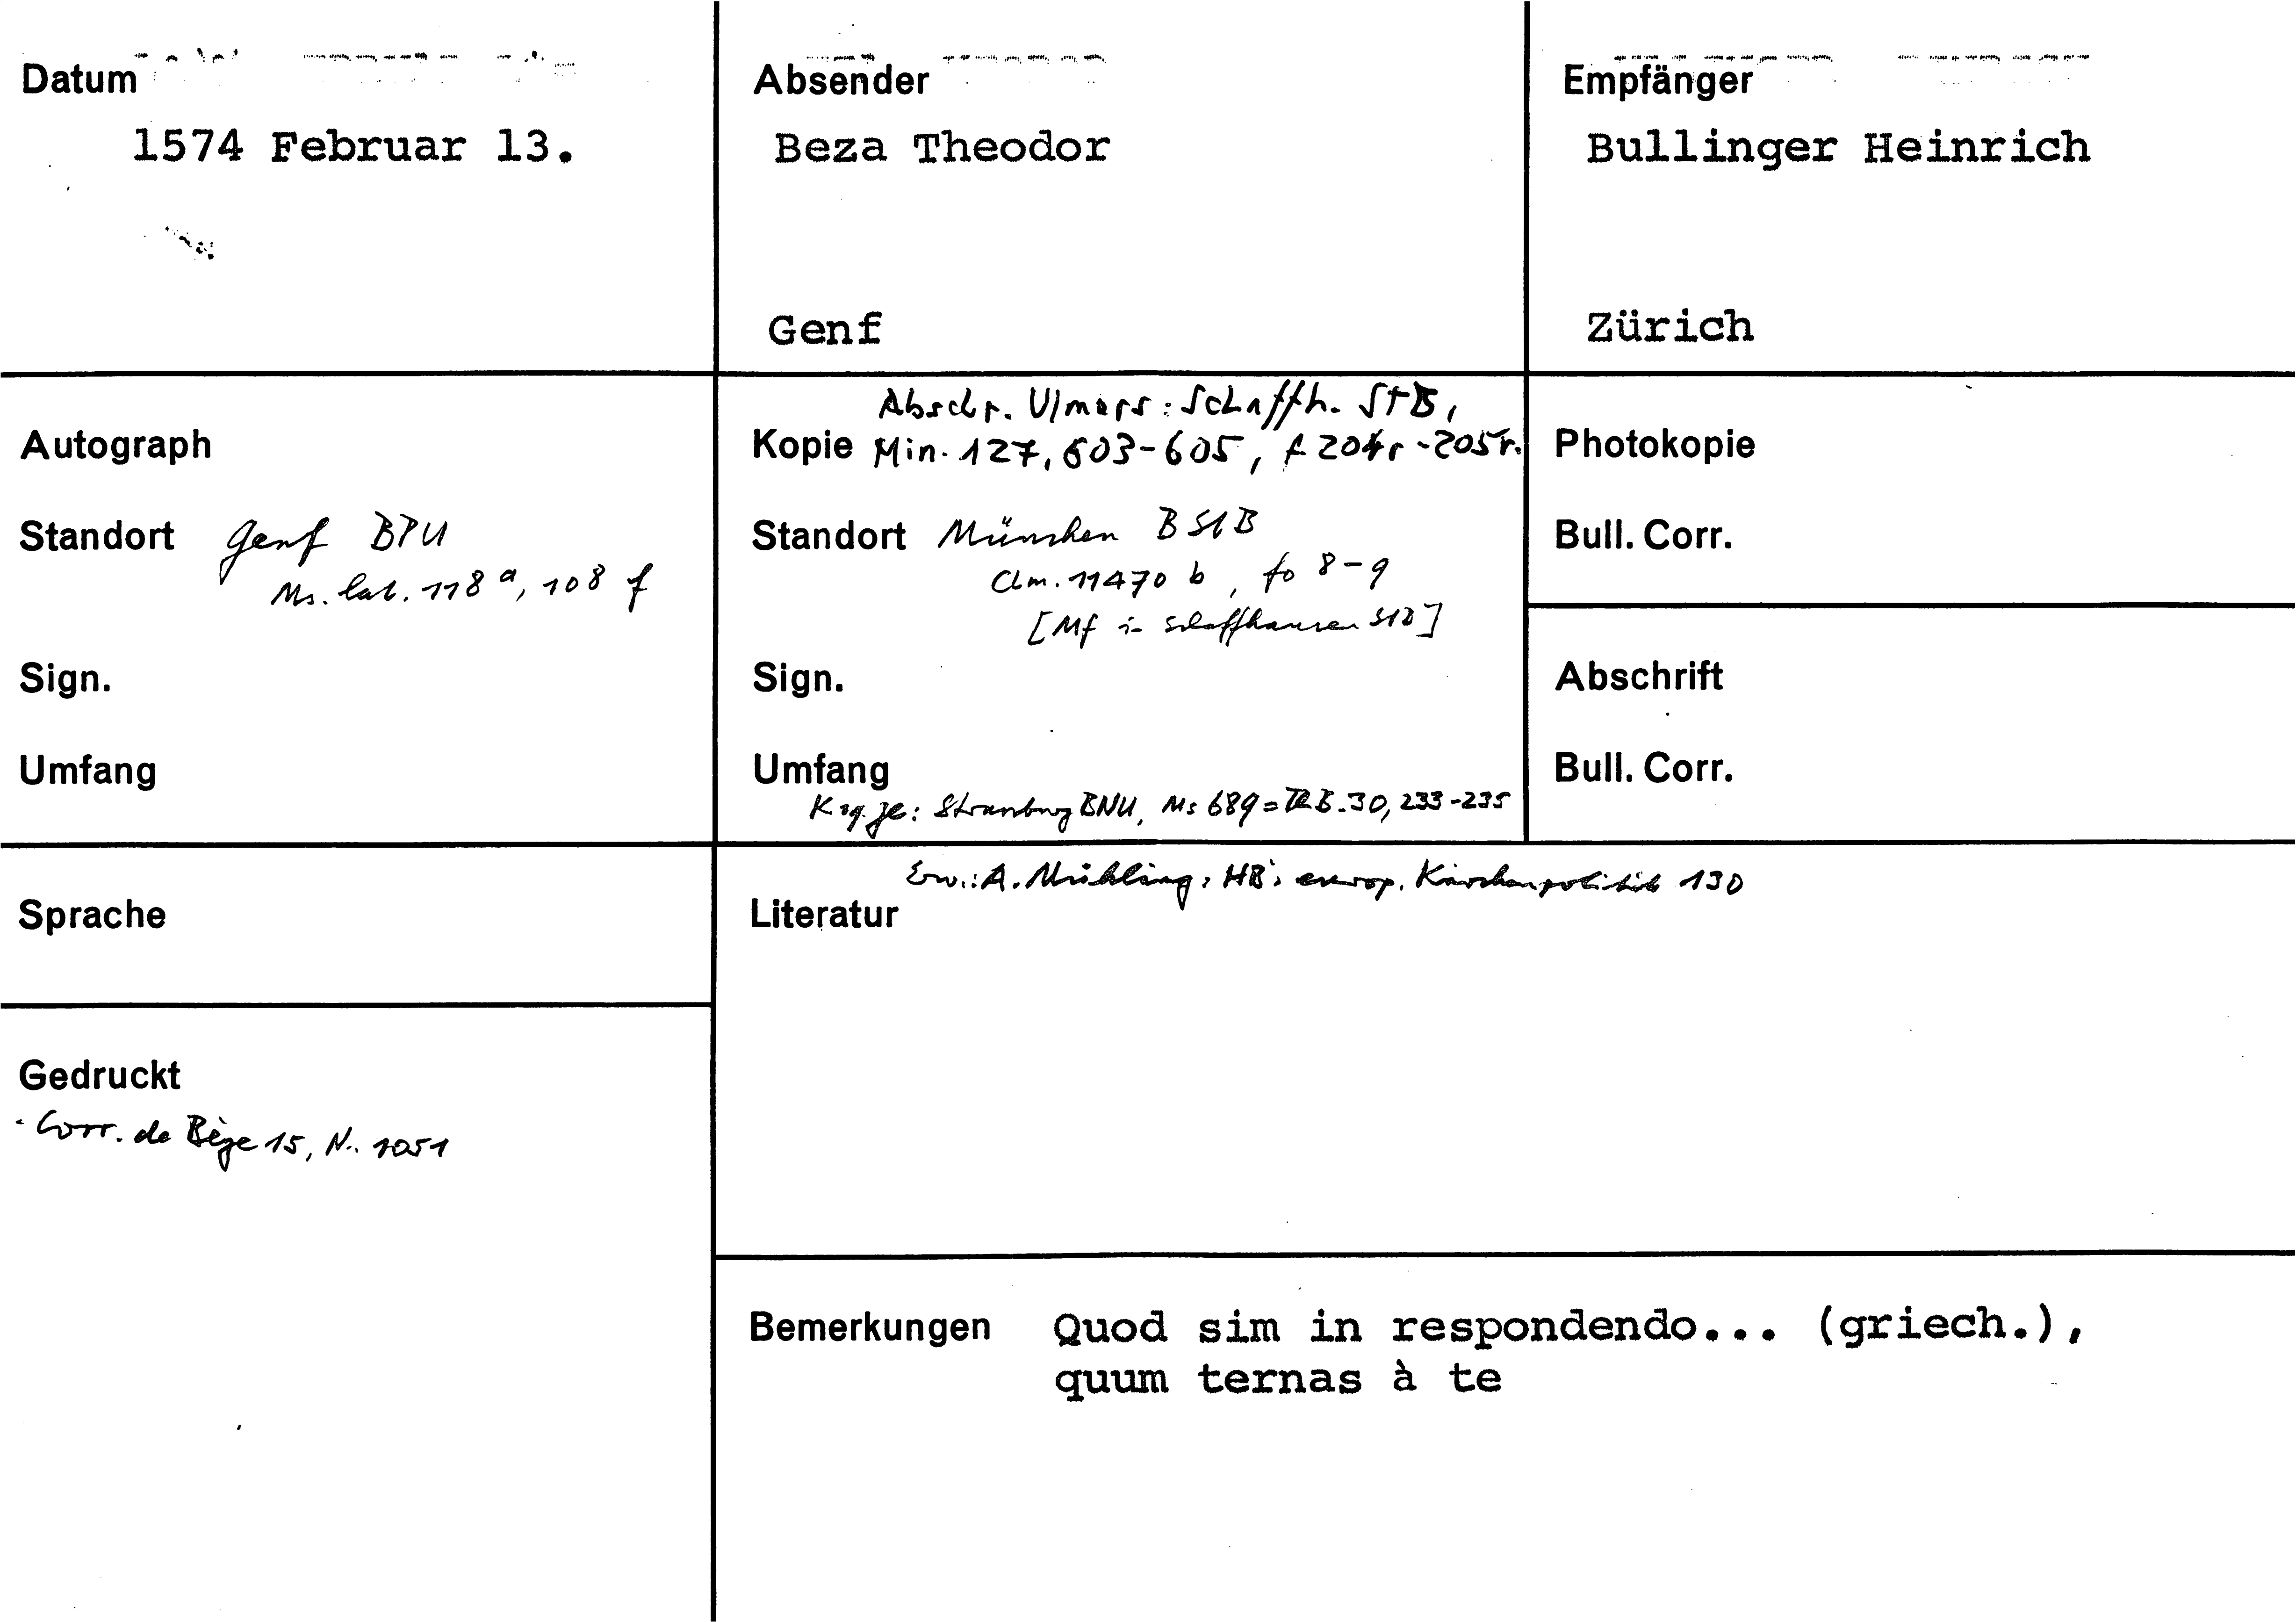 Datum
1574 Februar 13.
Absender
Beza Theodor
Genf
Empfänger
Bullinger Heinrich
Zürich
Autograph
Standort Genf BPU
Ms. lat. 118 a, 108 f
Sign.
Umfang
Abschr. Ulmers: Schaffh. StB,
Kopie Min. 127, 603-605, f 204r-205r.
Standort München BStB
Clm. 11470 b, fo 8-9
[Mf in Schaffhausen StB]
Sign.
Umfang
Strassburg BNU, Ms 689 = 30, 233-235
Photokopie
Bull. Corr.
Abschrift
Bull. Corr.
Sprache
Erw.: A. Mühling, HB's europ. Kirchenpolitik 130
Literatur
Gedruckt
- Corr. de Bèze 15, N. 1051
Bemerkungen Quod sim in respondendo... (griech.),
quum ternas à te